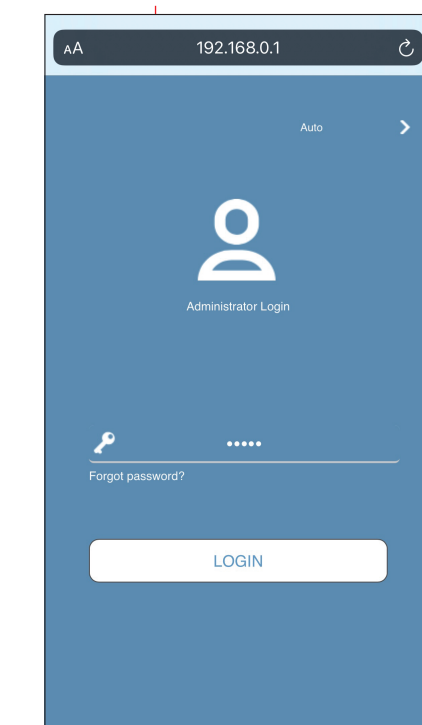 AA 192.168.0.1
Auto
Administrator Login
•••••
Forgot password?
LOGIN